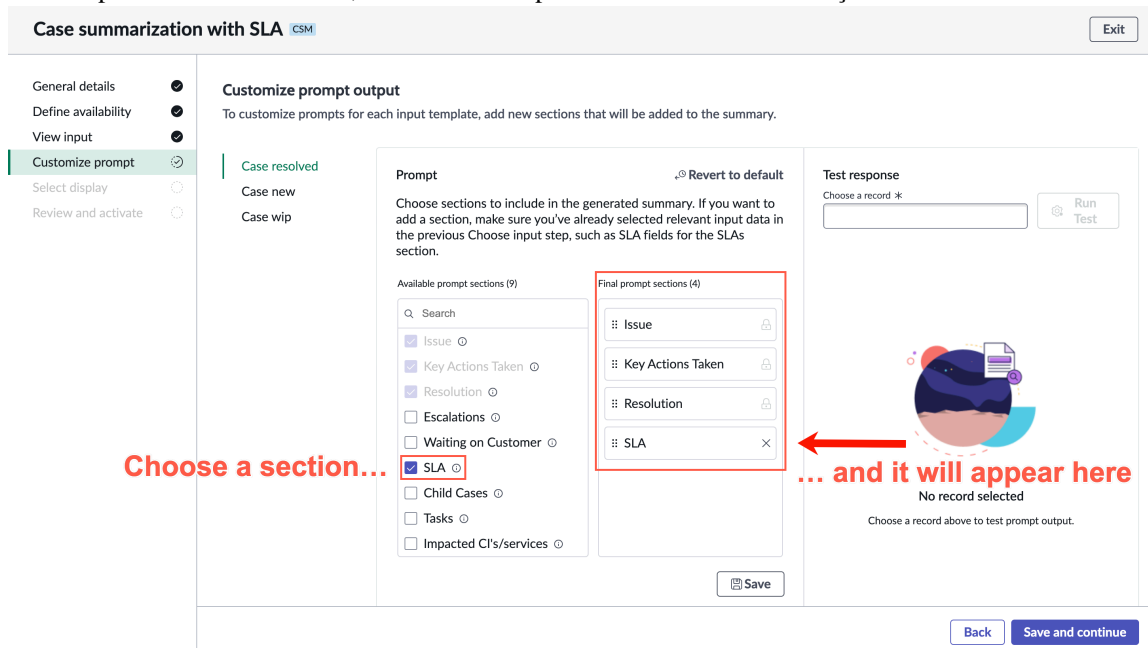 Case summarization with SLA CSM
Exit
General details
Define availability
View input
Customize prompt
Select display
Review and activate
Customize prompt output
To customize prompts for each input template, add new sections that will be added to the summary.
Case resolved
Case new
Case wip
Prompt
Revert to default
Choose sections to include in the generated summary. If you want to
add a section, make sure you've already selected relevant input data in
the previous Choose input step, such as SLA fields for the SLAs
section.
Available prompt sections (9)
Search
Issue
Key Actions Taken
Resolution
Escalations
Waiting on Customer
SLA
Child Cases
Tasks
Impacted CI's/services
Final prompt sections (4)
Issue
Key Actions Taken
Resolution
SLA
Save
Choose a section…
… and it will appear here
Test response
Choose a record *
Run
Test
No record selected
Choose a record above to test prompt output.
Back
Save and continue